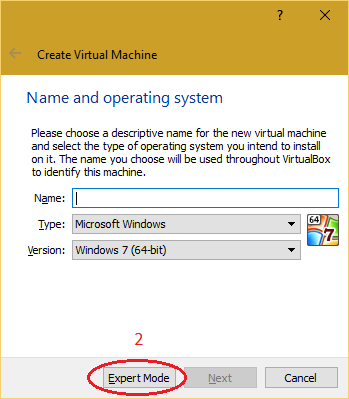 ?
Create Virtual Machine
Name and operating system
Please choose a descriptive name for the new virtual machine
and select the type of operating system you intend to install
on it. The name you choose will be used throughout VirtualBox
to identify this machine.
Name:
Type: Microsoft Windows
64
7
Version: Windows 7 (64-bit)
2
Expert Mode Next Cancel